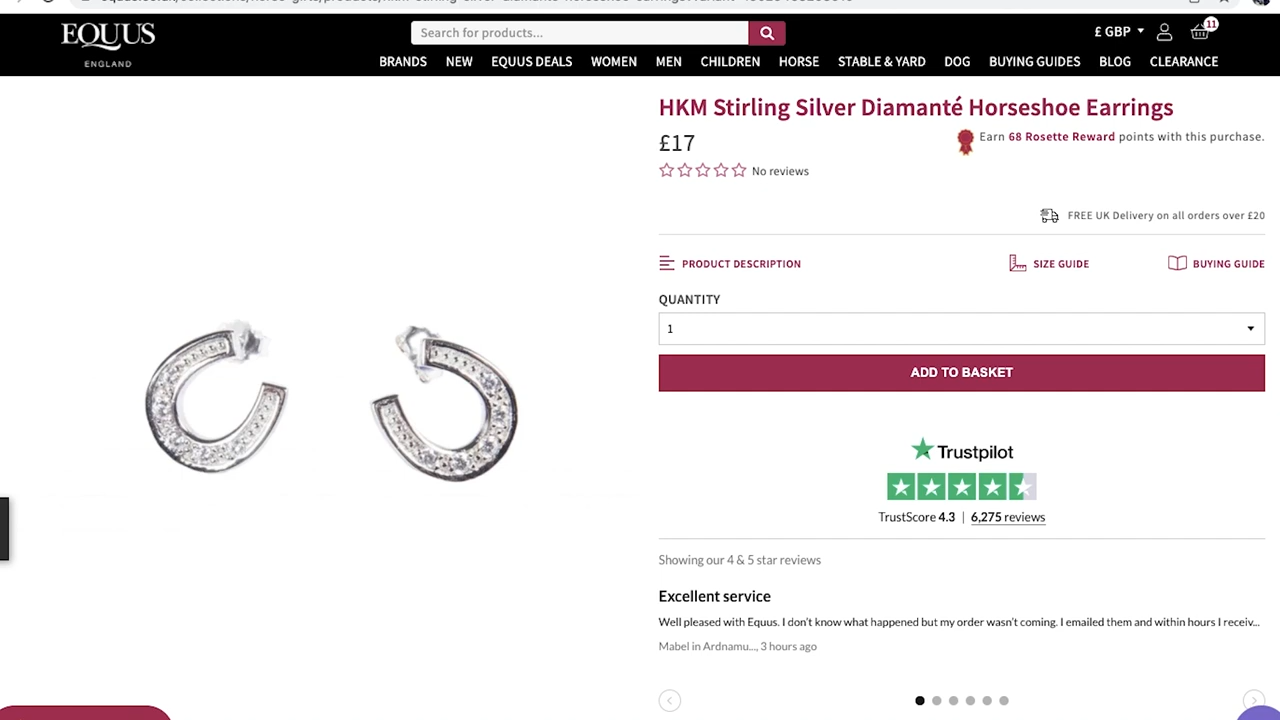 EQUUS
ENGLAND
Search for products...
£ GBP
11
BRANDS NEW EQUUS DEALS WOMEN MEN CHILDREN HORSE STABLE & YARD DOG BUYING GUIDES BLOG CLEARANCE
HKM Stirling Silver Diamanté Horseshoe Earrings
£17
Earn 68 Rosette Reward points with this purchase.
No reviews
FREE UK Delivery on all orders over £20
PRODUCT DESCRIPTION
SIZE GUIDE
BUYING GUIDE
QUANTITY
1
ADD TO BASKET
Trustpilot
TrustScore 4.3 | 6,275 reviews
Showing our 4 & 5 star reviews
Excellent service
Well pleased with Equus. I don't know what happened but my order wasn't coming. I emailed them and within hours I receiv...
Mabel in Ardnamu..., 3 hours ago